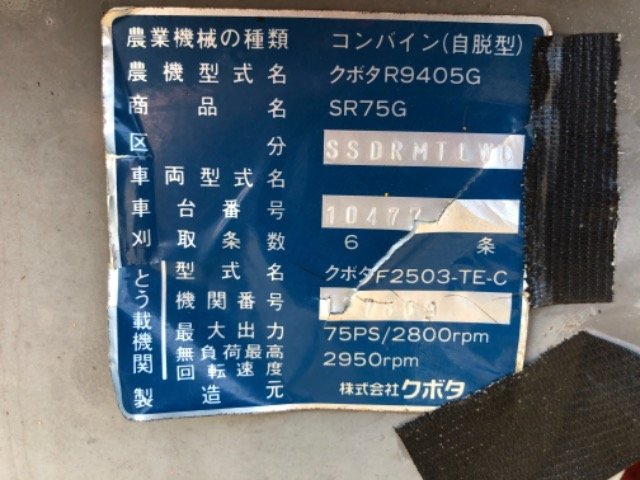 農業機械の種類 コンバイン(自脱型)
農機型式名 クボタR9405G
商品名 SR75G
区分 SSDRMTLW
車両型式名
車台番号 10477
刈取条数 6条
とう載機関
型式名 クボタF2503-TE-C
機関番号
最大出力 75PS/2800rpm
無負荷最高回転速度 2950rpm
製造元 株式会社クボタ